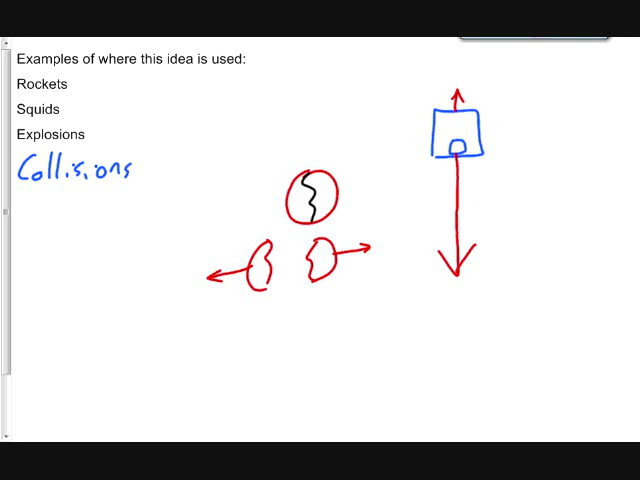 Examples of where this idea is used:
Rockets
Squids
Explosions
Collisions